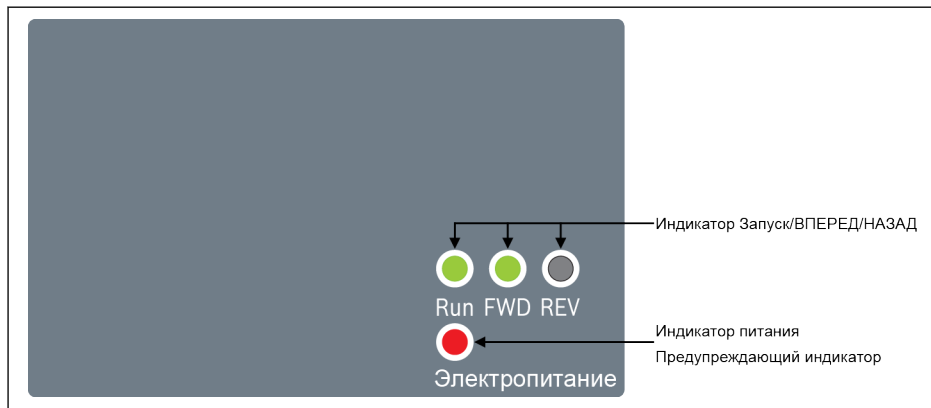 Индикатор Запуск/ВПЕРЕД/НАЗАД
Run FWD REV
Индикатор питания
Предупреждающий индикатор
Электропитание